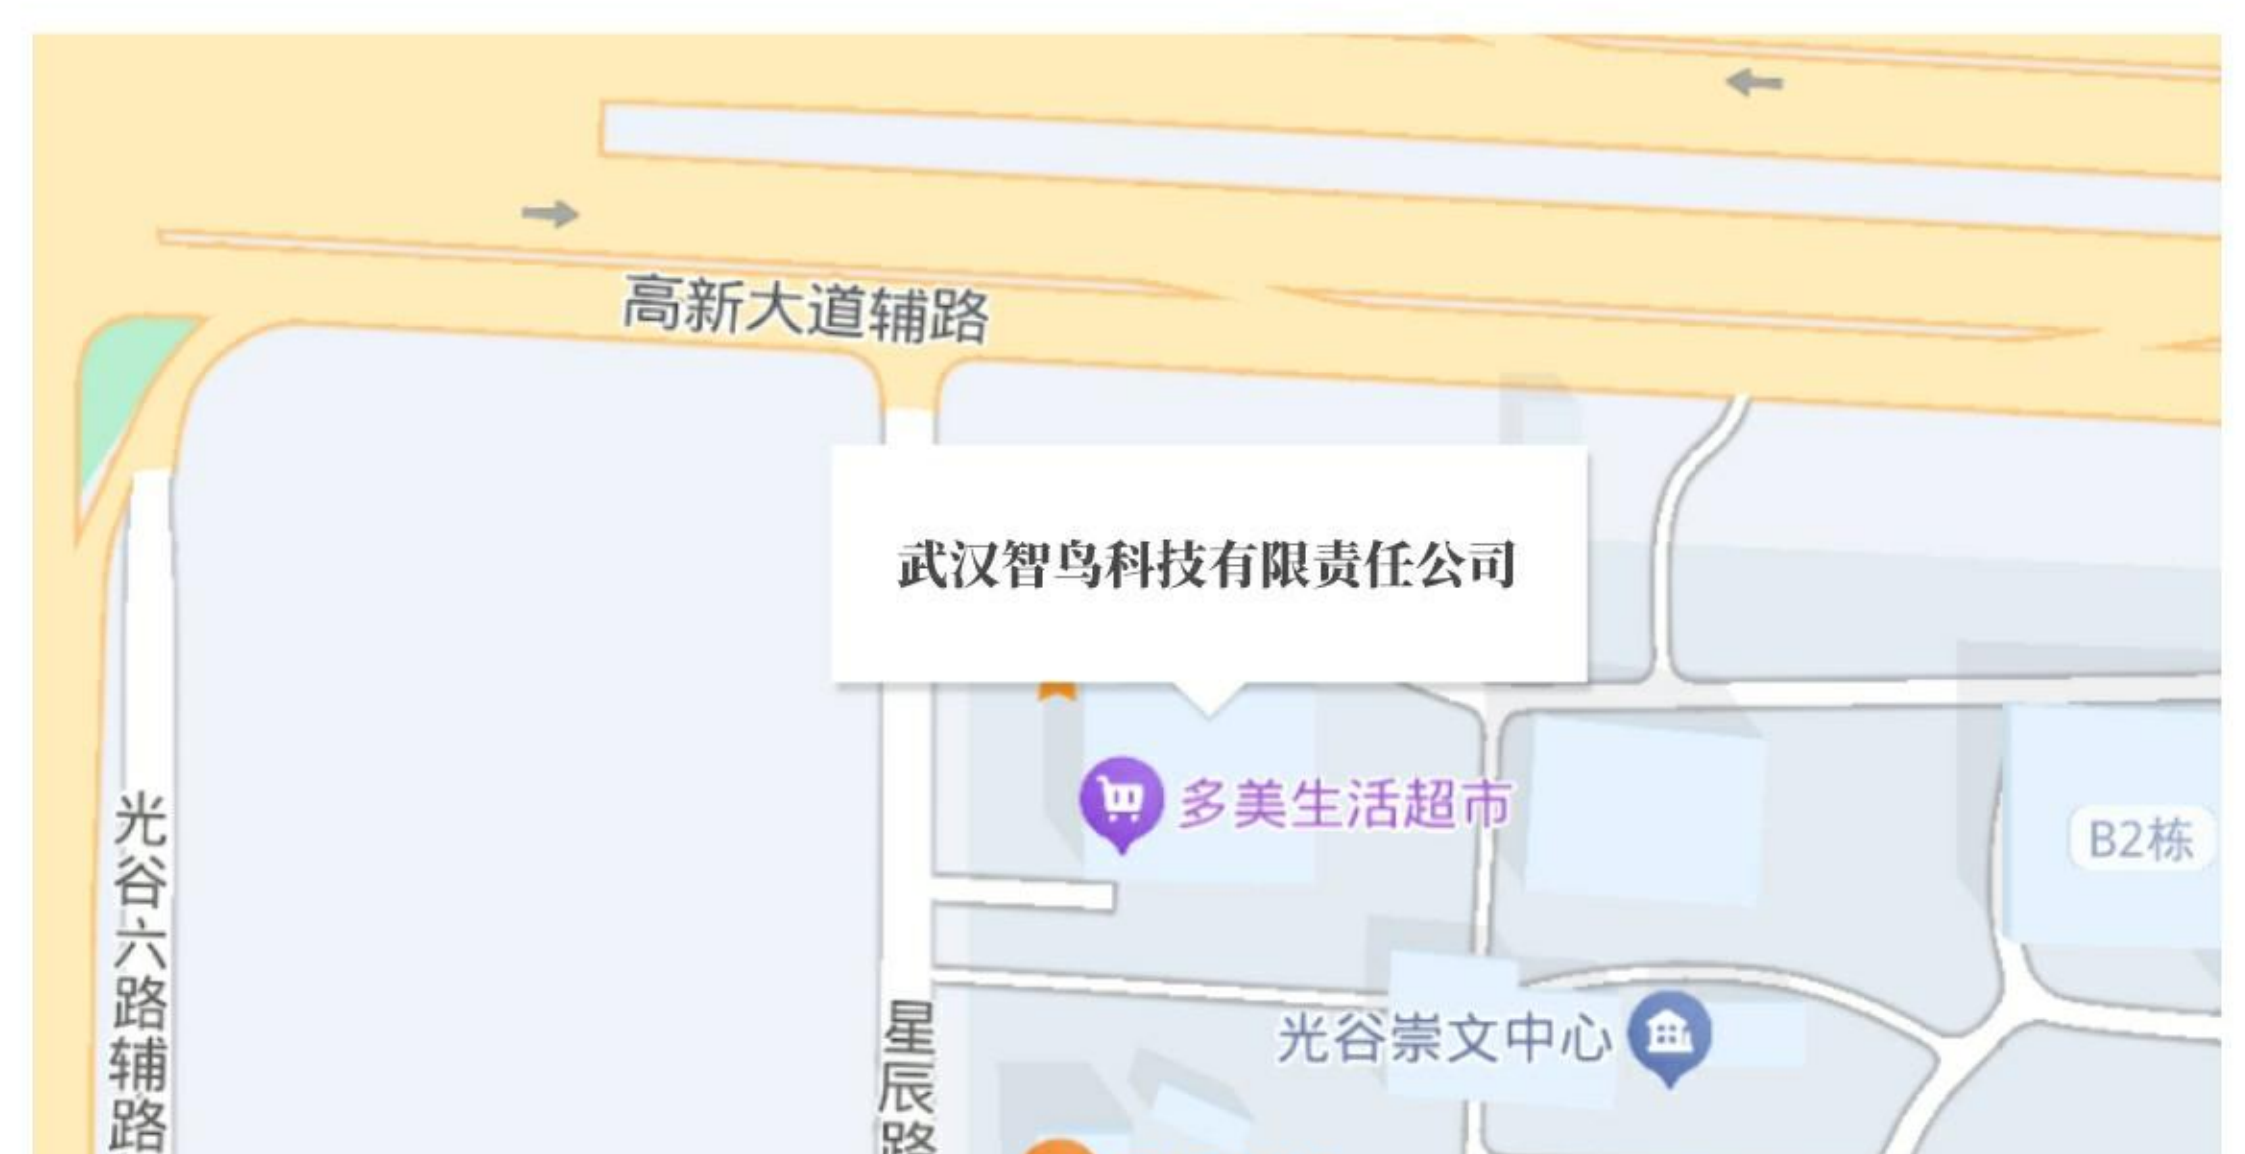 高新大道辅路
武汉智鸟科技有限责任公司
多美生活超市
B2栋
光谷六路辅路
星辰路
光谷崇文中心